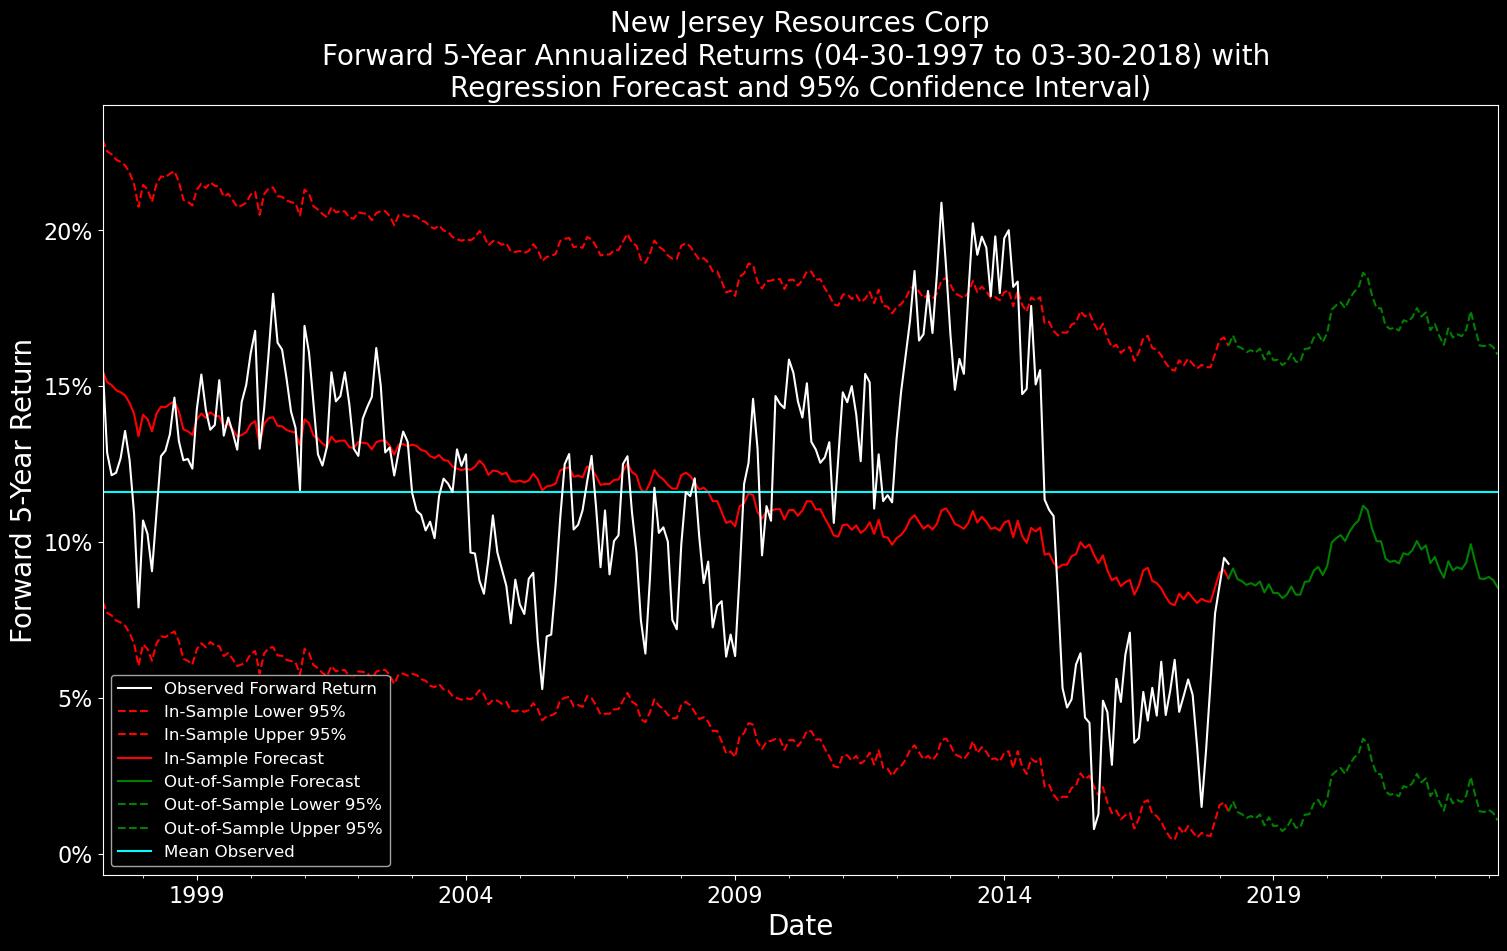 New Jersey Resources Corp
Forward 5-Year Annualized Returns (04-30-1997 to 03-30-2018) with
Regression Forecast and 95% Confidence Interval)
Forward 5-Year Return
20%
15%
10%
5%
0%
Observed Forward Return
In-Sample Lower 95%
In-Sample Upper 95%
In-Sample Forecast
Out-of-Sample Forecast
Out-of-Sample Lower 95%
Out-of-Sample Upper 95%
Mean Observed
1999
2004
2009
2014
2019
Date